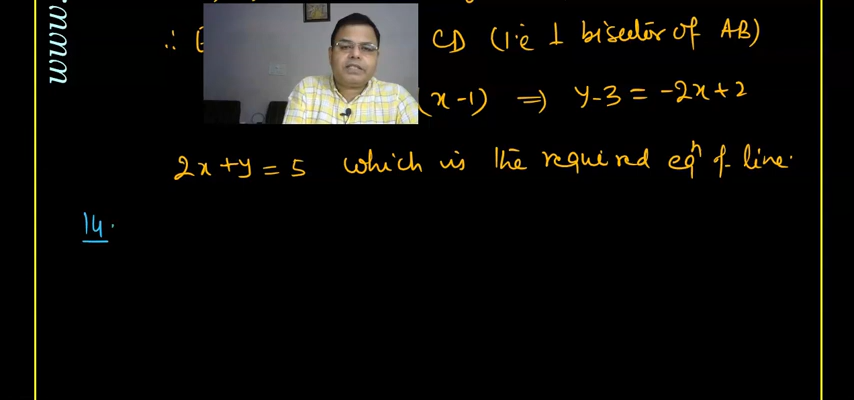 www.
∴ CD (i.e ⊥ bisector of AB)
(x-1) ⇒ y-3 = -2x+2
2x+y = 5 which is the required eqn of line.
14.